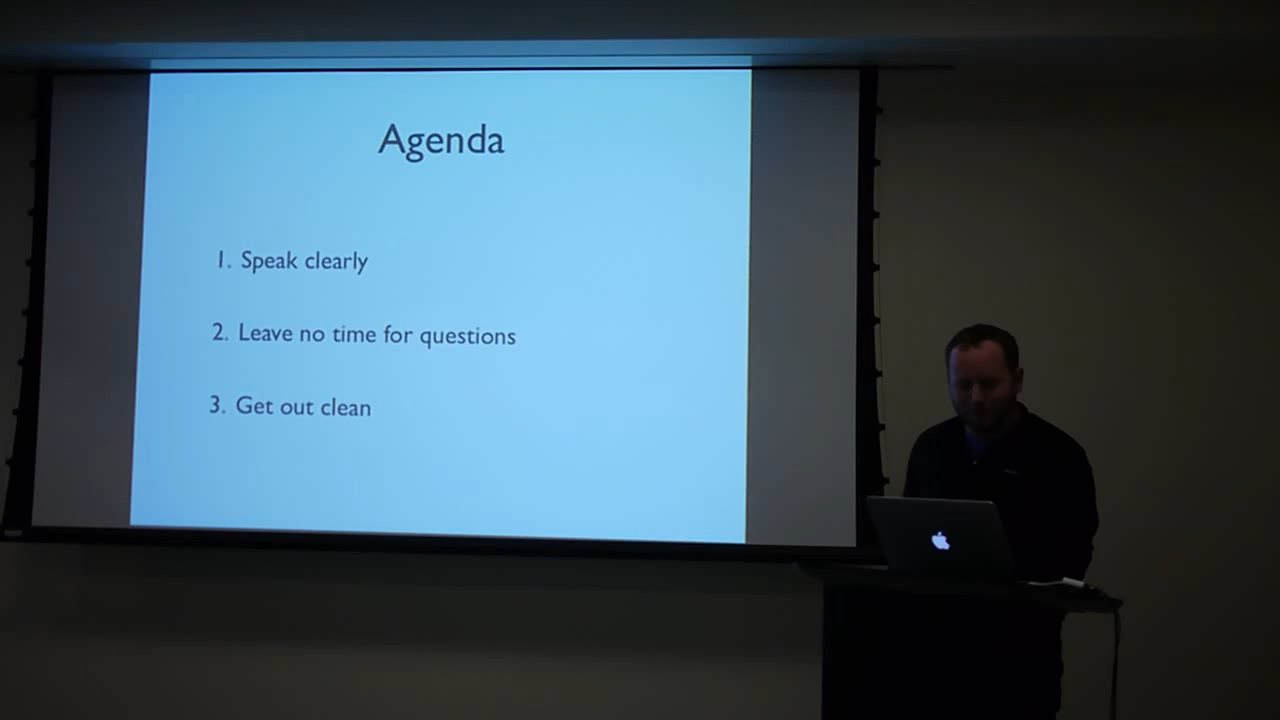 Agenda
1. Speak clearly
2. Leave no time for questions
3. Get out clean